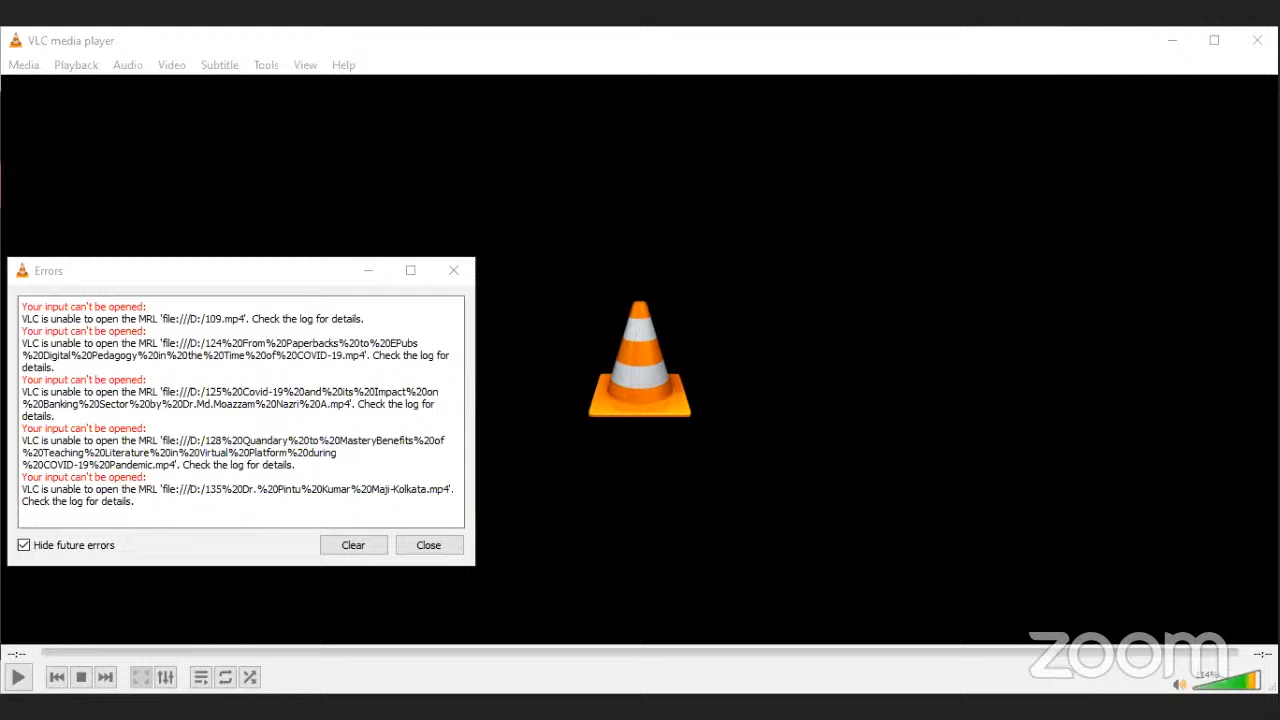 VLC media player
Media Playback Audio Video Subtitle Tools View Help
Errors
Your input can't be opened:
VLC is unable to open the MRL 'file:///D:/109.mp4'. Check the log for details.
Your input can't be opened:
VLC is unable to open the MRL 'file:///D:/124%20From%20Paperbacks%20to%20EPubs
%20Digital%20Pedagogy%20in%20the%20Time%20of%20COVID-19.mp4'. Check the log for
details.
Your input can't be opened:
VLC is unable to open the MRL 'file:///D:/125%20Covid-19%20and%20its%20Impact%20on
%20Banking%20Sector%20by%20Dr.Md.Moazzam%20Nazri%20A.mp4'. Check the log for
details.
Your input can't be opened:
VLC is unable to open the MRL 'file:///D:/128%20Quandary%20to%20MasteryBenefits%20of
%20Teaching%20Literature%20in%20Virtual%20Platform%20during
%20COVID-19%20Pandemic.mp4'. Check the log for details.
Your input can't be opened:
VLC is unable to open the MRL 'file:///D:/135%20Dr.%20Pintu%20Kumar%20Maji-Kolkata.mp4'.
Check the log for details.
Hide future errors
Clear
Close
--:--
--:--
zoom